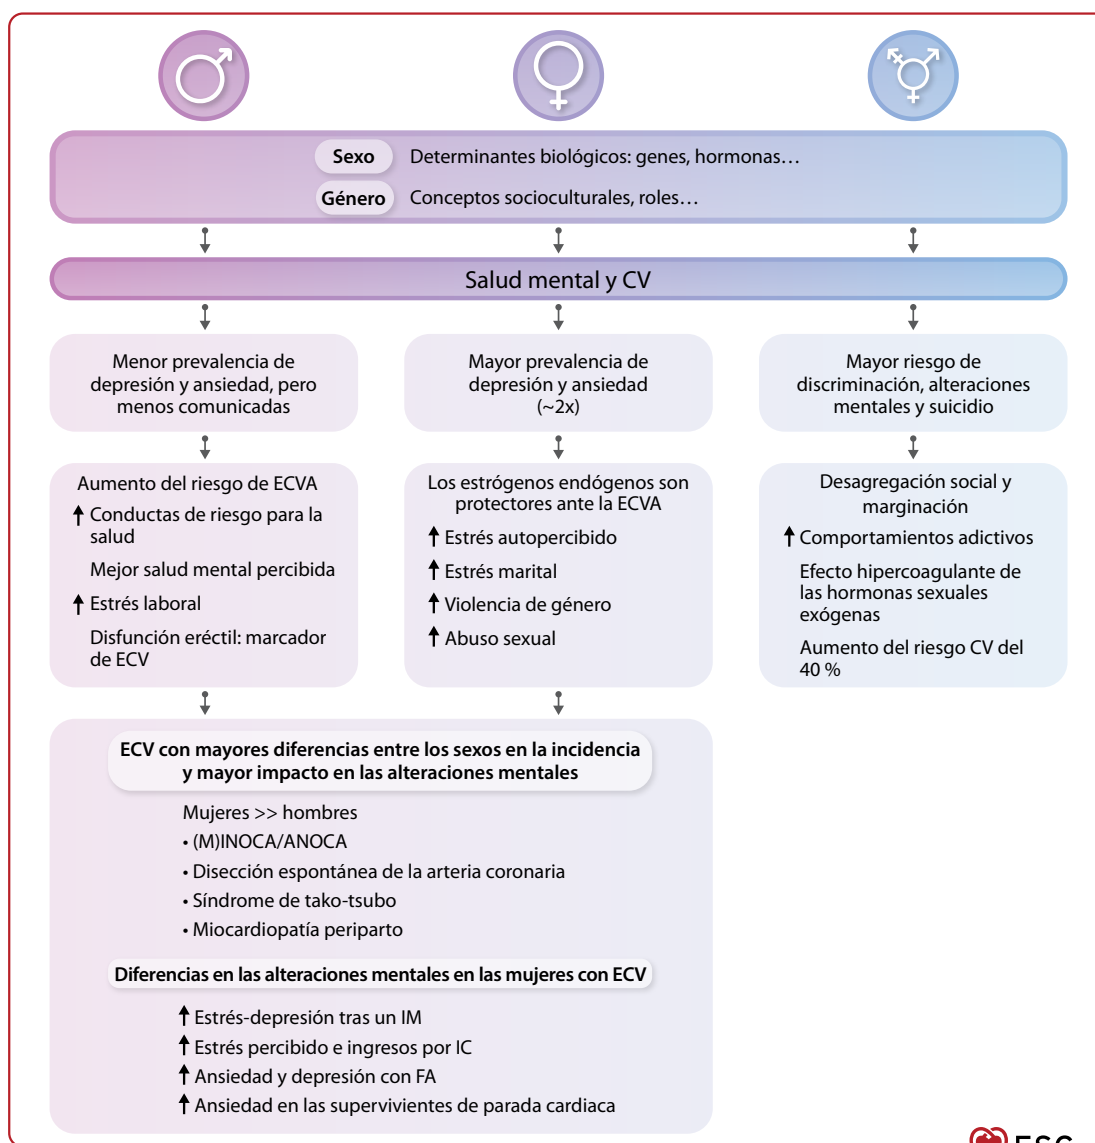 Sexo Determinantes biológicos: genes, hormonas…
Género Conceptos socioculturales, roles…
Salud mental y CV
Menor prevalencia de
depresión y ansiedad, pero
menos comunicadas
Mayor prevalencia de
depresión y ansiedad
(~2x)
Mayor riesgo de
discriminación, alteraciones
mentales y suicidio
Aumento del riesgo de ECVA
↑ Conductas de riesgo para la
salud
Mejor salud mental percibida
↑ Estrés laboral
Disfunción eréctil: marcador
de ECV
Los estrógenos endógenos son
protectores ante la ECVA
↑ Estrés autopercibido
↑ Estrés marital
↑ Violencia de género
↑ Abuso sexual
Desagregación social y
marginación
↑ Comportamientos adictivos
Efecto hipercoagulante de
las hormonas sexuales
exógenas
Aumento del riesgo CV del
40 %
ECV con mayores diferencias entre los sexos en la incidencia
y mayor impacto en las alteraciones mentales
Mujeres >> hombres
• (M)INOCA/ANOCA
• Disección espontánea de la arteria coronaria
• Síndrome de tako-tsubo
• Miocardiopatía periparto
Diferencias en las alteraciones mentales en las mujeres con ECV
↑ Estrés-depresión tras un IM
↑ Estrés percibido e ingresos por IC
↑ Ansiedad y depresión con FA
↑ Ansiedad en las supervivientes de parada cardiaca
ESC